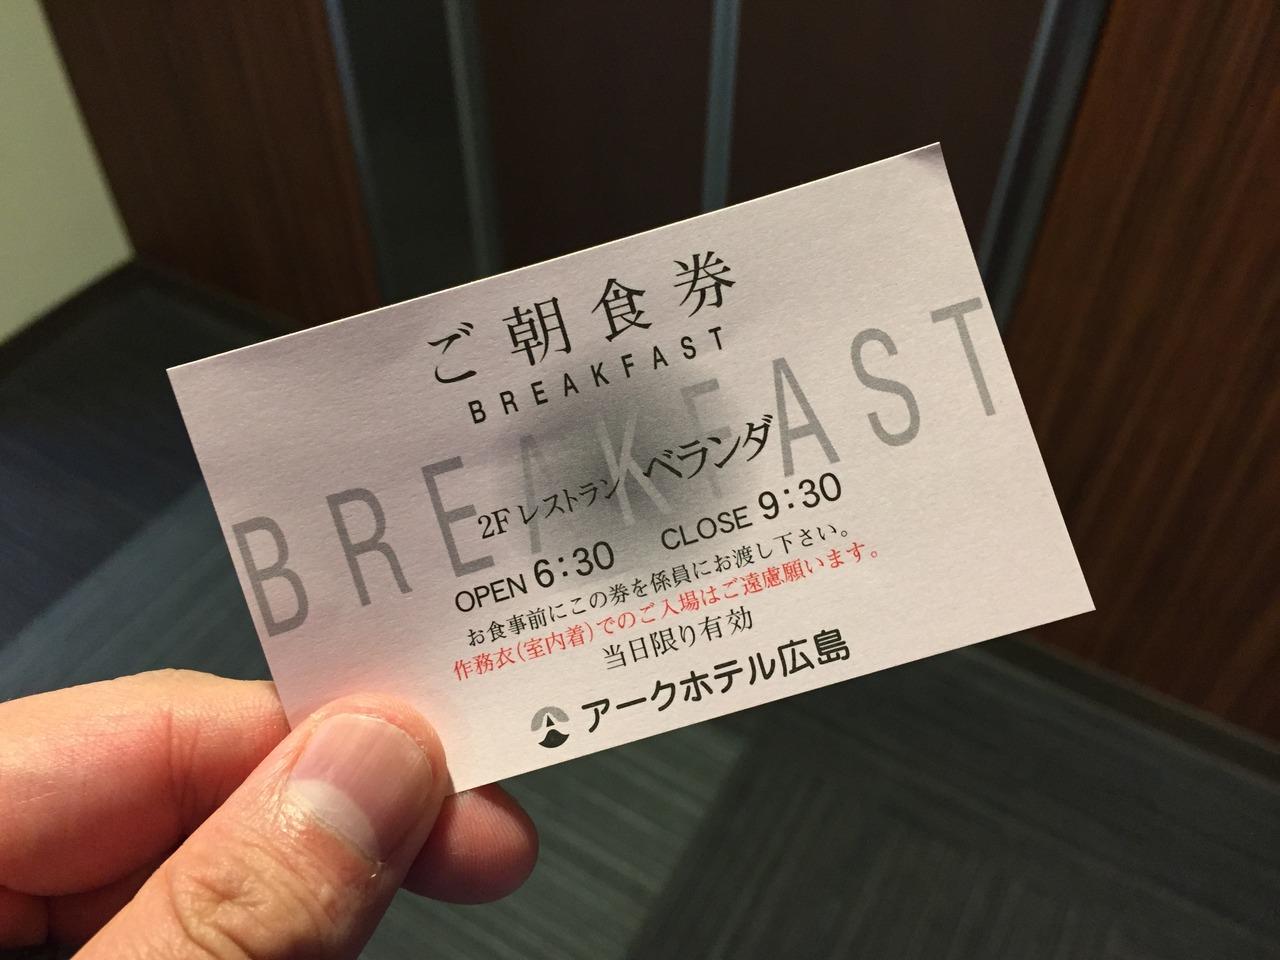 ご朝食券
BREAKFAST
BREAKFAST
2F レストラン ベランダ
OPEN 6:30 CLOSE 9:30
お食事前にこの券を係員にお渡し下さい。
作務衣(室内着)でのご入場はご遠慮願います。
当日限り有効
アークホテル広島